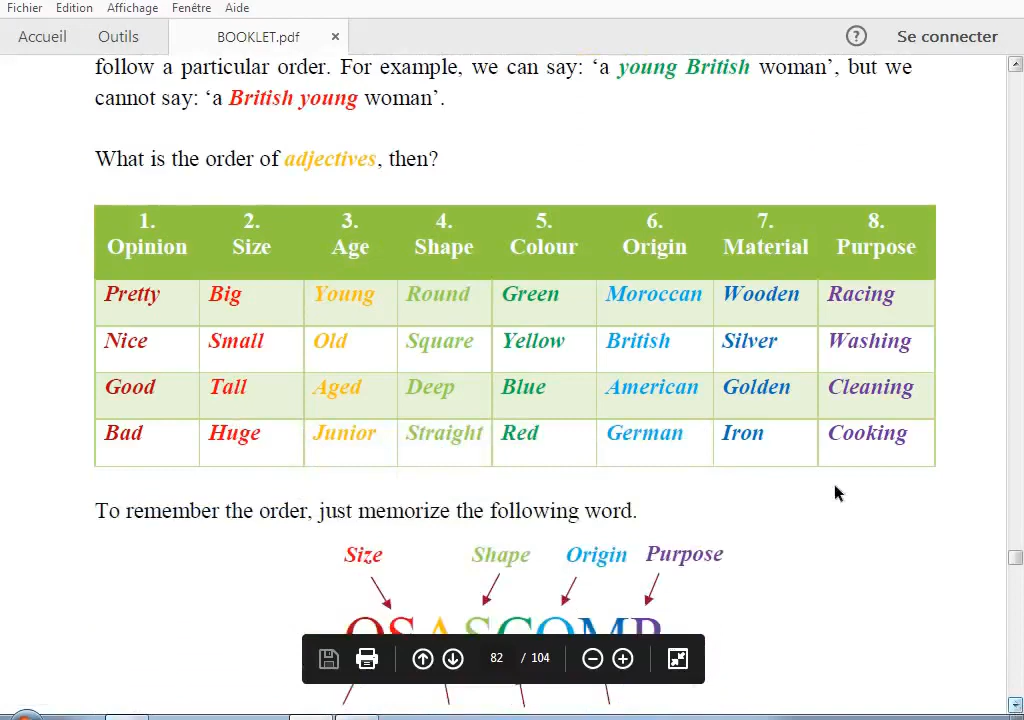 Fichier Edition Affichage Fenêtre Aide
Accueil Outils BOOKLET.pdf × ? Se connecter
follow a particular order. For example, we can say: ‘a young British woman’, but we
cannot say: ‘a British young woman’.
What is the order of adjectives, then?
1. 2. 3. 4. 5. 6. 7. 8.
Opinion Size Age Shape Colour Origin Material Purpose
Pretty Big Young Round Green Moroccan Wooden Racing
Nice Small Old Square Yellow British Silver Washing
Good Tall Aged Deep Blue American Golden Cleaning
Bad Huge Junior Straight Red German Iron Cooking
To remember the order, just memorize the following word.
Size Shape Origin Purpose
OSASCOMP
82 / 104